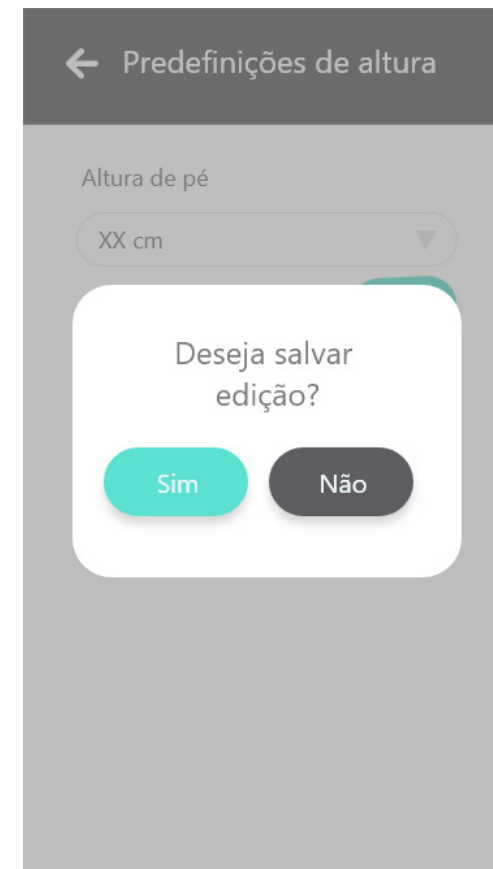 Predefinições de altura
Altura de pé
XX cm
Deseja salvar
edição?
Sim
Não